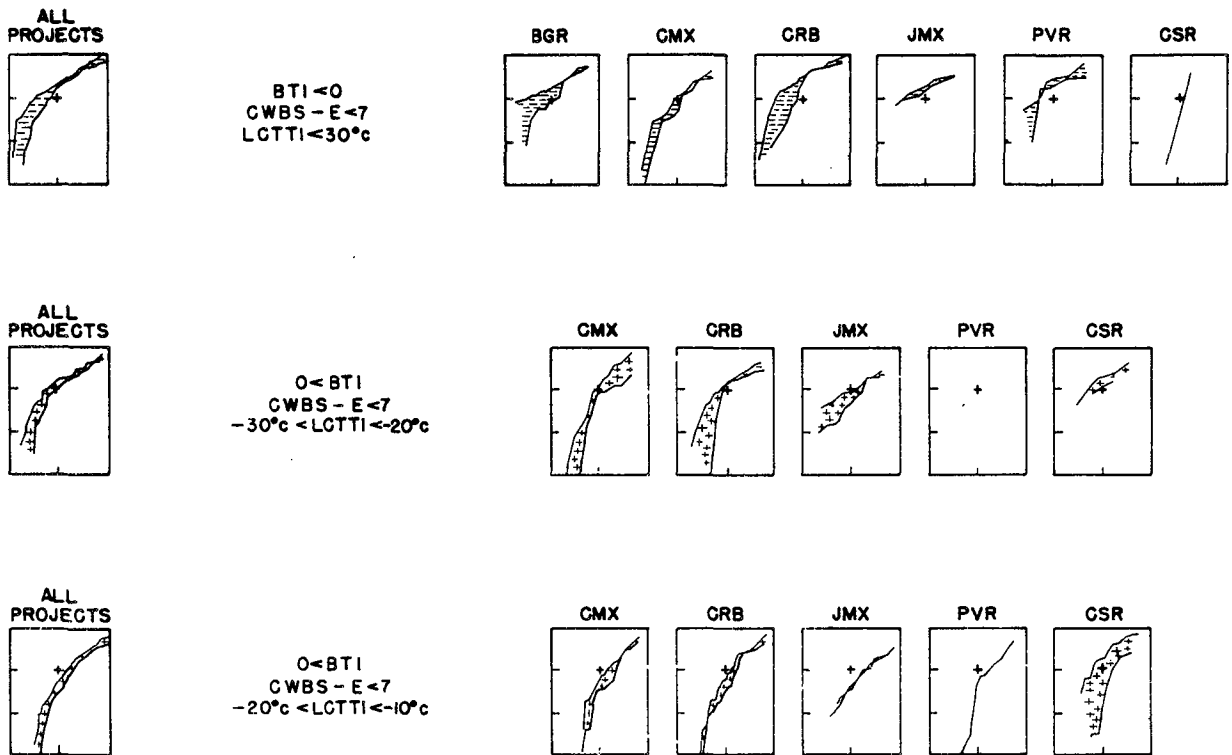 ALL
PROJECTS
BTI<0
CWBS-E<7
LCTTI<30°c
BGR
CMX
CRB
JMX
PVR
CSR
ALL
PROJECTS
0<BTI
CWBS-E<7
-30°c<LCTTI<-20°c
CMX
CRB
JMX
PVR
CSR
ALL
PROJECTS
0<BTI
CWBS-E<7
-20°c<LCTTI<-10°c
CMX
CRB
JMX
PVR
CSR